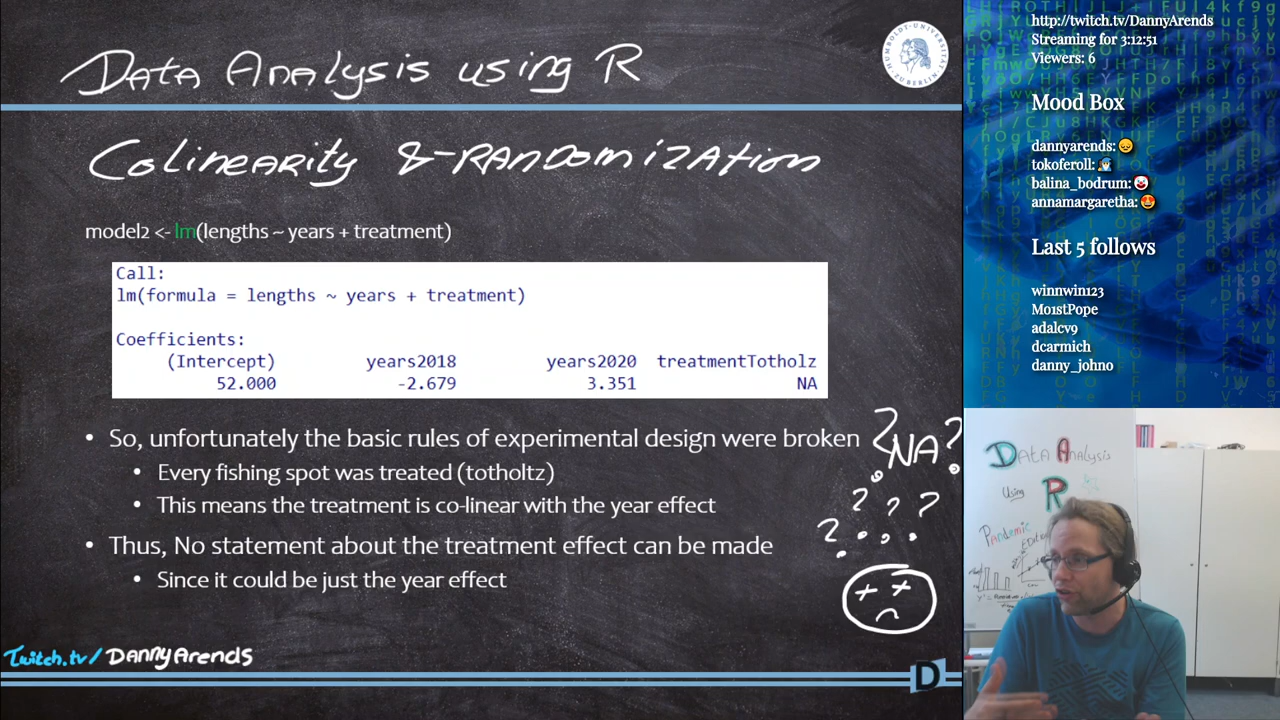 Data Analysis using R
HUMBOLDT-UNIVERSITÄT ZU BERLIN
Colinearity & Randomization
model2 <- lm(lengths ~ years + treatment)
Call:
lm(formula = lengths ~ years + treatment)
Coefficients:
(Intercept) years2018 years2020 treatmentTotholz
52.000 -2.679 3.351 NA
• So, unfortunately the basic rules of experimental design were broken
• Every fishing spot was treated (totholtz)
• This means the treatment is co-linear with the year effect
• Thus, No statement about the treatment effect can be made
• Since it could be just the year effect
? NA ?
? ? ?
?
Twitch.tv/DannyArends
D
http://twitch.tv/DannyArends
Streaming for 3:12:51
Viewers: 6
Mood Box
dannyarends: 😔
tokoferoll:
balina_bodrum: 🤡
annamargaretha: 😍
Last 5 follows
winnwin123
Mo1stPope
adalcv9
dcarmich
danny_johno
Data Analysis
Using
R
Pandemic